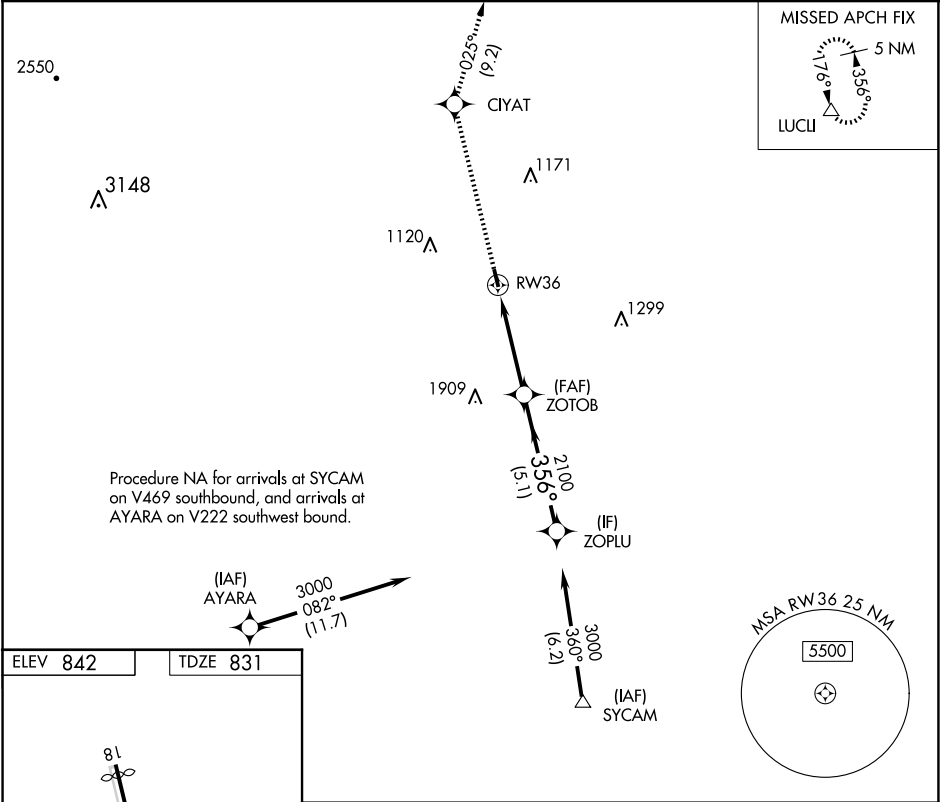 MISSED APCH FIX
5 NM
176°
356°
LUCLI
2550
025°
(9.2)
CIYAT
3148
1171
1120
RW36
1299
1909
(FAF)
ZOTOB
2100
356°
(5.1)
Procedure NA for arrivals at SYCAM
on V469 southbound, and arrivals at
AYARA on V222 southwest bound.
(IF)
ZOPLU
(IAF)
AYARA
3000
082°
(11.7)
3000
360°
(6.2)
(IAF)
SYCAM
MSA RW36 25 NM
5500
ELEV 842
TDZE 831
18